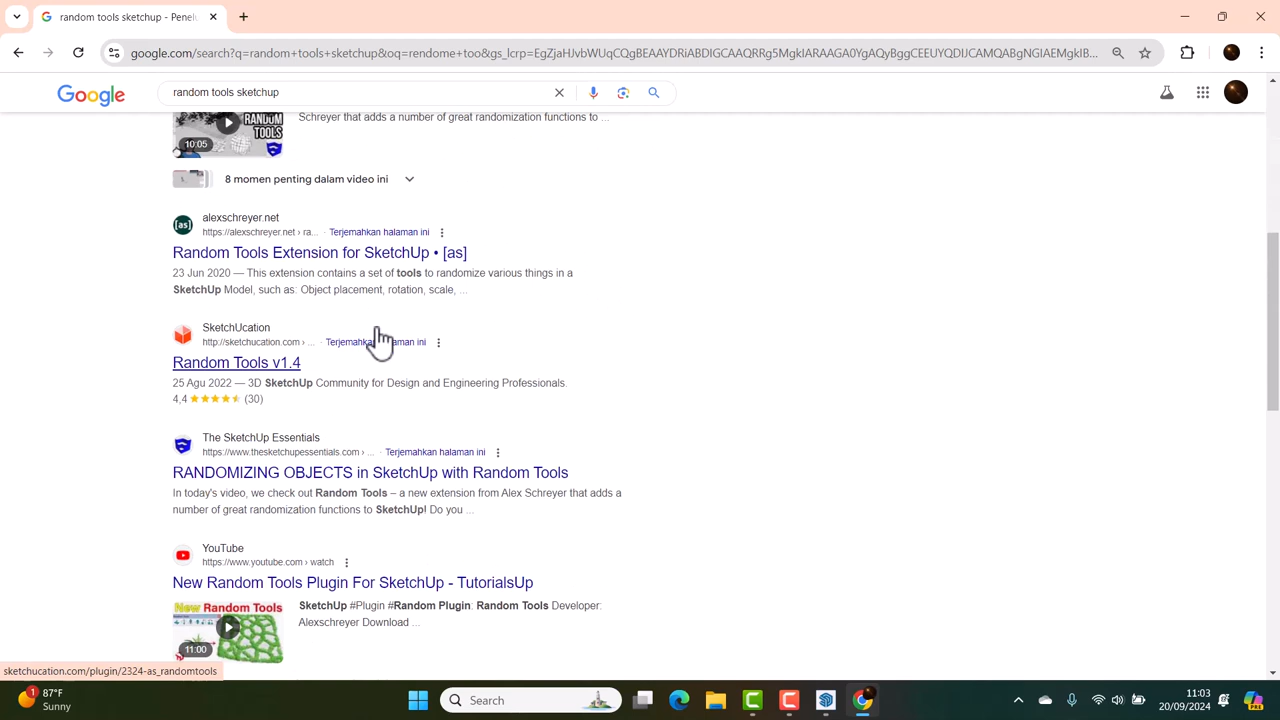 random tools sketchup - Penel
google.com/search?q=random+tools+sketchup&oq=rendome+too&gs_lcrp=EgZjaHJvbWUqCQgBEAAYDRiABDIGCAAQRRg5MgkIARAAGA0YgAQyBggCEEUYQDIJCAMQABgNGIAEMgkIB...
Google
random tools sketchup
Schreyer that adds a number of great randomization functions to ...
RANDOM
TOOLS
10:05
8 momen penting dalam video ini
[as]
alexschreyer.net
https://alexschreyer.net › ra... · Terjemahkan halaman ini
Random Tools Extension for SketchUp • [as]
23 Jun 2020 — This extension contains a set of tools to randomize various things in a
SketchUp Model, such as: Object placement, rotation, scale, ...
SketchUcation
http://sketchucation.com › ... · Terjemahkan halaman ini
Random Tools v1.4
25 Agu 2022 — 3D SketchUp Community for Design and Engineering Professionals.
4,4 ★★★★★ (30)
The SketchUp Essentials
https://www.thesketchupessentials.com › ... · Terjemahkan halaman ini
RANDOMIZING OBJECTS in SketchUp with Random Tools
In today's video, we check out Random Tools – a new extension from Alex Schreyer that adds a
number of great randomization functions to SketchUp! Do you ...
YouTube
https://www.youtube.com › watch
New Random Tools Plugin For SketchUp - TutorialsUp
New Random Tools
SketchUp #Plugin #Random Plugin: Random Tools Developer:
Alexschreyer Download ...
11:00
sketchucation.com/plugin/2324-as_randomtools
1
87°F
Sunny
Search
11:03
20/09/2024